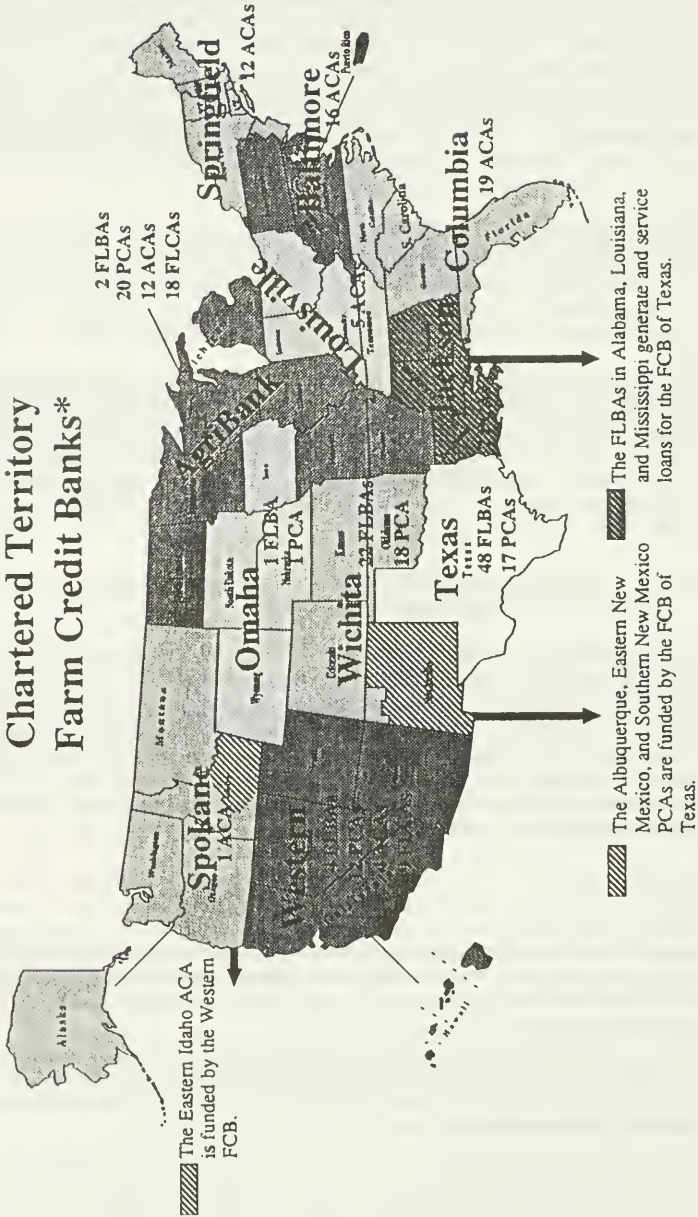 Chartered Territory
Farm Credit Banks*
2 FLBAs
20 PCAs
12 ACAs
18 FLCAs
Springfield
12 ACAs
Baltimore
16 ACAs
Puerto Rico
Louisville
5 ACAs
Tennessee
AgriBank
Columbia
19 ACAs
S. Carolina
Florida
Jackson
Omaha
1 FLBA
1 PCA
South Dakota
Nebraska
Wyoming
Wichita
22 FLBAs
18 PCA
Colorado
Kansas
Oklahoma
Texas
Texas
48 FLBAs
17 PCAs
Montana
Washington
Spokane
1 ACA
Oregon
Western
Alaska
Hawaii
The Eastern Idaho ACA
is funded by the Western
FCB.
The Albuquerque, Eastern New
Mexico, and Southern New Mexico
PCAs are funded by the FCB of
Texas.
The FLBAs in Alabama, Louisiana,
and Mississippi generate and service
loans for the FCB of Texas.